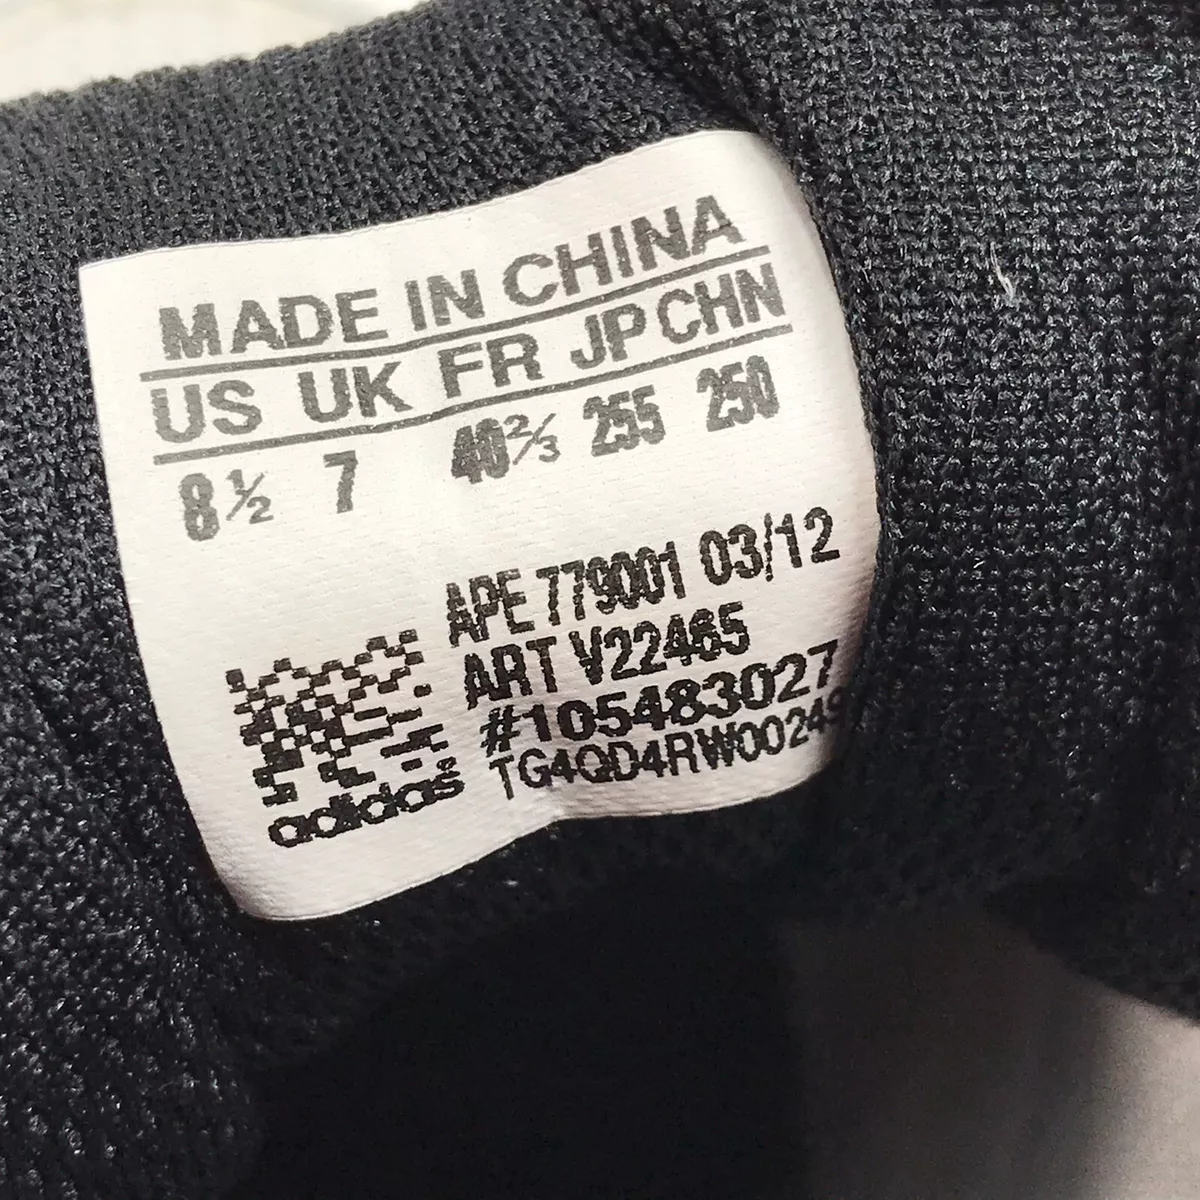 MADE IN CHINA
US UK FR JP CHN
8½ 7 40⅔ 255 250
APE 779001 03/12
ART V22465
#105483027
TG4QD4RW00249
adidas